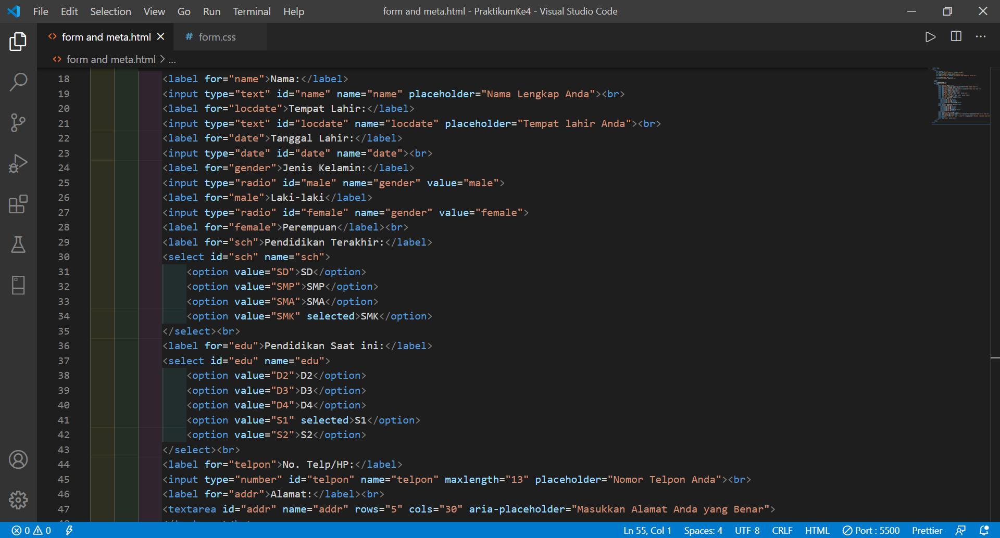 File Edit Selection View Go Run Terminal Help form and meta.html - PraktikumKe4 - Visual Studio Code
form and meta.html # form.css
form and meta.html > ...
18 <label for="name">Nama:</label>
19 <input type="text" id="name" name="name" placeholder="Nama Lengkap Anda"><br>
20 <label for="locdate">Tempat Lahir:</label>
21 <input type="text" id="locdate" name="locdate" placeholder="Tempat lahir Anda"><br>
22 <label for="date">Tanggal Lahir:</label>
23 <input type="date" id="date" name="date"><br>
24 <label for="gender">Jenis Kelamin:</label>
25 <input type="radio" id="male" name="gender" value="male">
26 <label for="male">Laki-laki</label>
27 <input type="radio" id="female" name="gender" value="female">
28 <label for="female">Perempuan</label><br>
29 <label for="sch">Pendidikan Terakhir:</label>
30 <select id="sch" name="sch">
31 <option value="SD">SD</option>
32 <option value="SMP">SMP</option>
33 <option value="SMA">SMA</option>
34 <option value="SMK" selected>SMK</option>
35 </select><br>
36 <label for="edu">Pendidikan Saat ini:</label>
37 <select id="edu" name="edu">
38 <option value="D2">D2</option>
39 <option value="D3">D3</option>
40 <option value="D4">D4</option>
41 <option value="S1" selected>S1</option>
42 <option value="S2">S2</option>
43 </select><br>
44 <label for="telpon">No. Telp/HP:</label>
45 <input type="number" id="telpon" name="telpon" maxlength="13" placeholder="Nomor Telpon Anda"><br>
46 <label for="addr">Alamat:</label><br>
47 <textarea id="addr" name="addr" rows="5" cols="30" aria-placeholder="Masukkan Alamat Anda yang Benar">
0 0 Ln 55, Col 1 Spaces: 4 UTF-8 CRLF HTML Port : 5500 Prettier